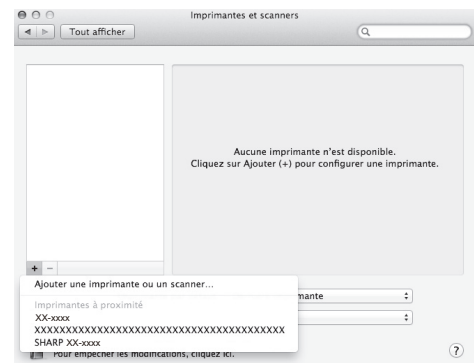 Imprimantes et scanners
Tout afficher
Aucune imprimante n'est disponible.
Cliquez sur Ajouter (+) pour configurer une imprimante.
+ −
Ajouter une imprimante ou un scanner...
Imprimantes à proximité
XX-xxxx
XXXXXXXXXXXXXXXXXXXXXXXXXXXXXXXXXXXXXXXX
SHARP XX-xxxx
Pour empêcher les modifications, cliquez ici.
?